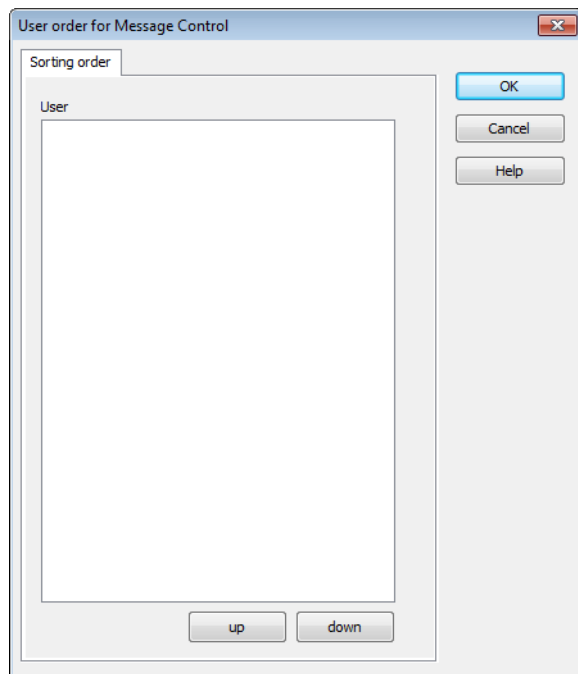 User order for Message Control
Sorting order
User
OK
Cancel
Help
up
down